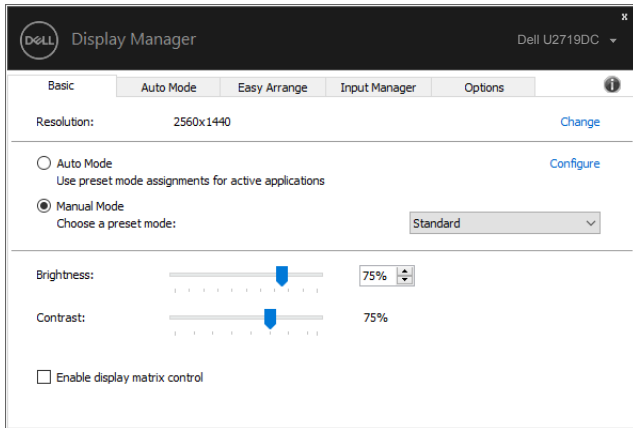 x
DELL Display Manager Dell U2719DC
Basic Auto Mode Easy Arrange Input Manager Options i
Resolution: 2560x1440 Change
Auto Mode Configure
Use preset mode assignments for active applications
Manual Mode
Choose a preset mode: Standard
Brightness: 75%
Contrast: 75%
Enable display matrix control